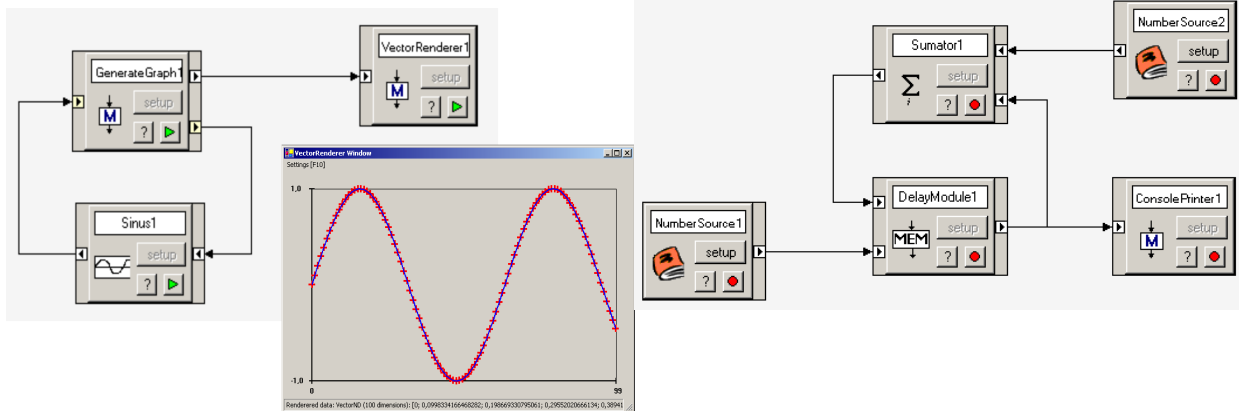 GenerateGraph1
setup
?
M
VectorRenderer1
setup
?
M
Sinus1
setup
?
VectorRenderer Window
Settings [F10]
1,0
-1,0
0
99
Renderered data: VectorND (100 dimensions): [0; 0,0998334166468282; 0,198669330795061; 0,29552020666134; 0,38941
Sumator1
Σ
i
setup
?
NumberSource2
setup
?
NumberSource1
setup
?
DelayModule1
MEM
setup
?
ConsolePrinter1
M
setup
?